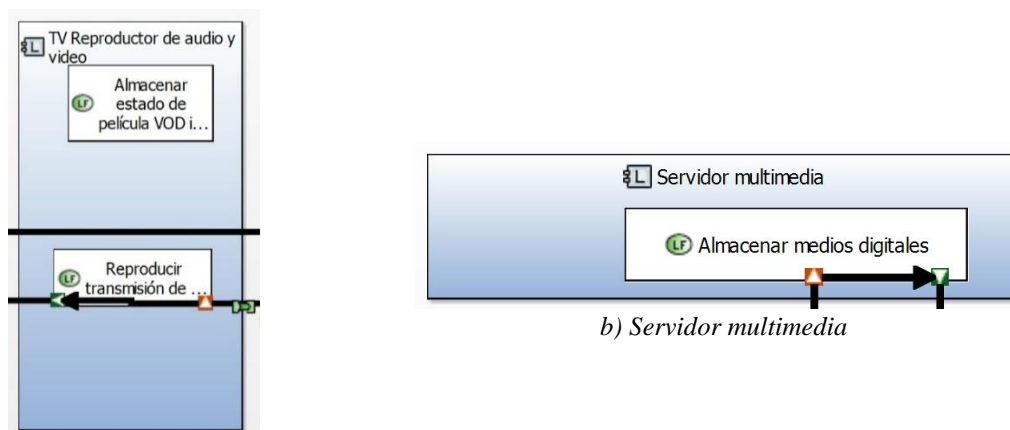 TV Reproductor de audio y
video
Almacenar
estado de
película VOD i...
Reproducir
transmisión de ...
Servidor multimedia
Almacenar medios digitales
b) Servidor multimedia